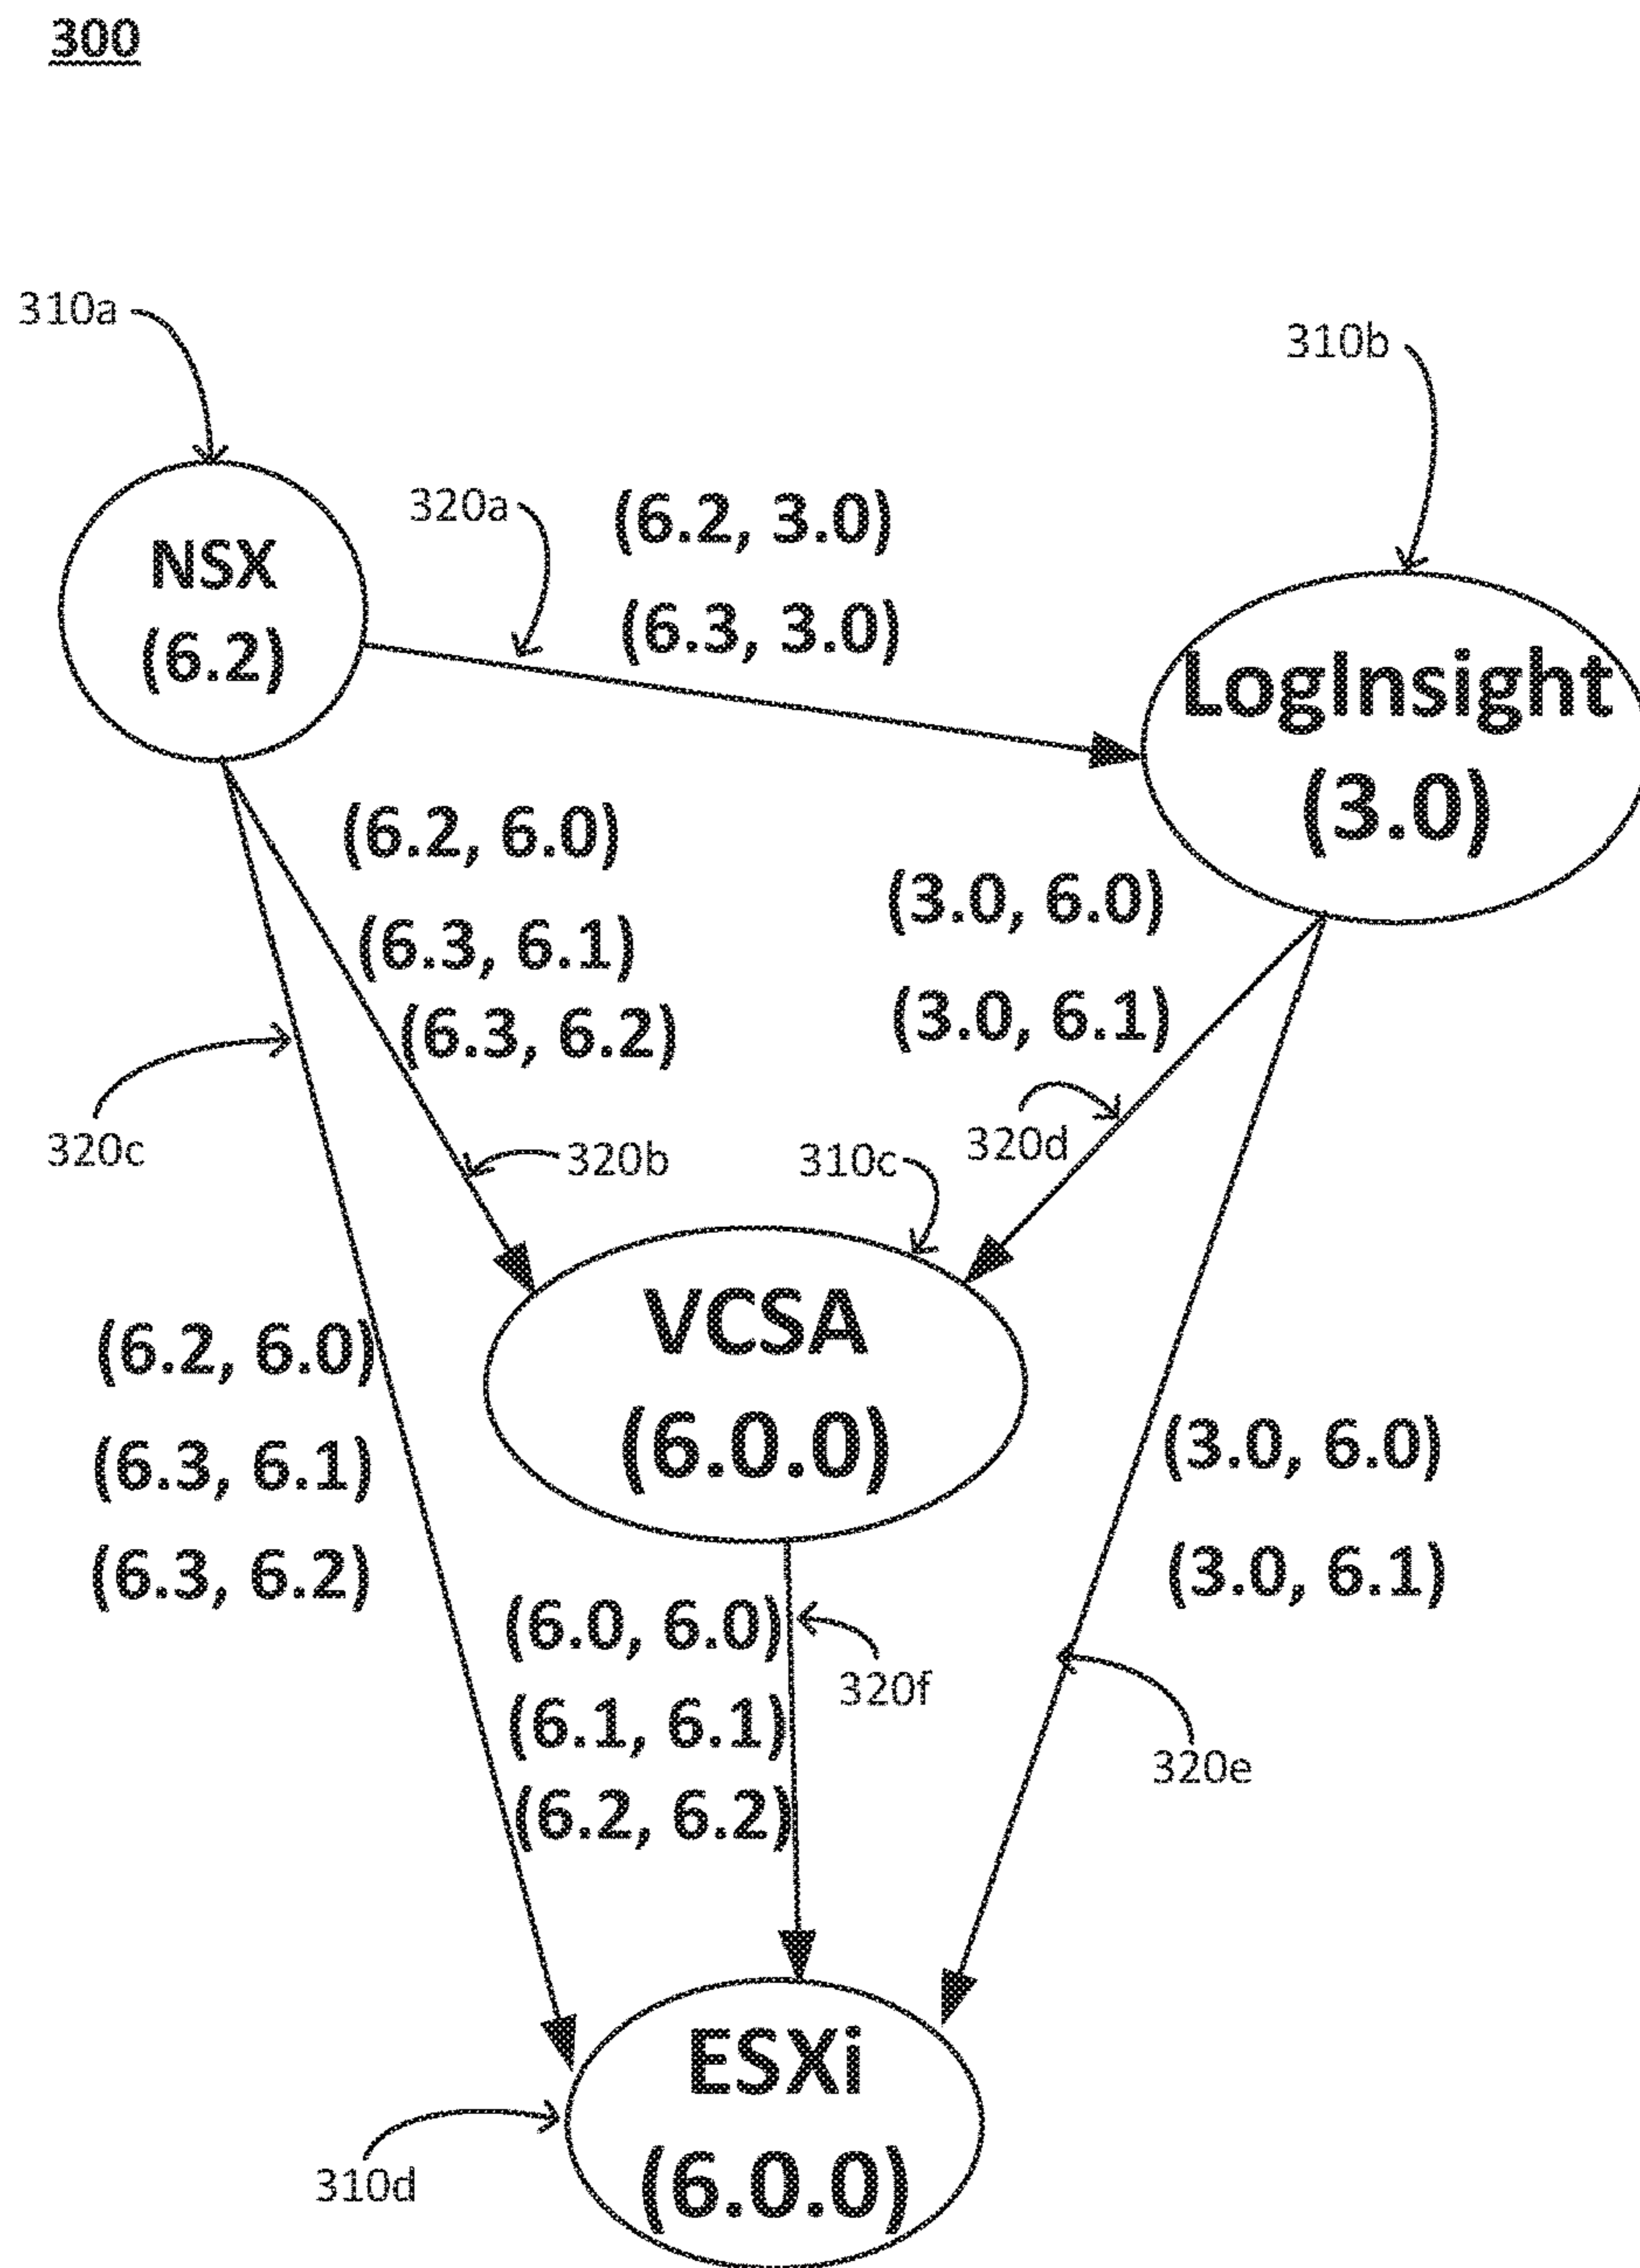 300
310a
310b
320a
(6.2, 3.0)
(6.3, 3.0)
NSX
(6.2)
LogInsight
(3.0)
(6.2, 6.0)
(6.3, 6.1)
(6.3, 6.2)
(3.0, 6.0)
(3.0, 6.1)
320c
320b
310c
320d
VCSA
(6.0.0)
(6.2, 6.0)
(6.3, 6.1)
(6.3, 6.2)
(3.0, 6.0)
(3.0, 6.1)
(6.0, 6.0)
(6.1, 6.1)
(6.2, 6.2)
320f
320e
ESXi
(6.0.0)
310d